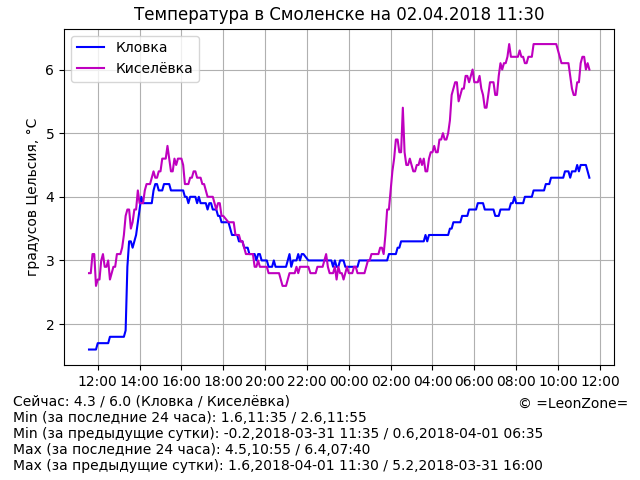 Температура в Смоленске на 02.04.2018 11:30
Кловка
Киселёвка
градусов Цельсия, °C
6
5
4
3
2
12:00 14:00 16:00 18:00 20:00 22:00 00:00 02:00 04:00 06:00 08:00 10:00 12:00
Сейчас: 4.3 / 6.0 (Кловка / Киселёвка)
© =LeonZone=
Min (за последние 24 часа): 1.6,11:35 / 2.6,11:55
Min (за предыдущие сутки): -0.2,2018-03-31 11:35 / 0.6,2018-04-01 06:35
Max (за последние 24 часа): 4.5,10:55 / 6.4,07:40
Max (за предыдущие сутки): 1.6,2018-04-01 11:30 / 5.2,2018-03-31 16:00